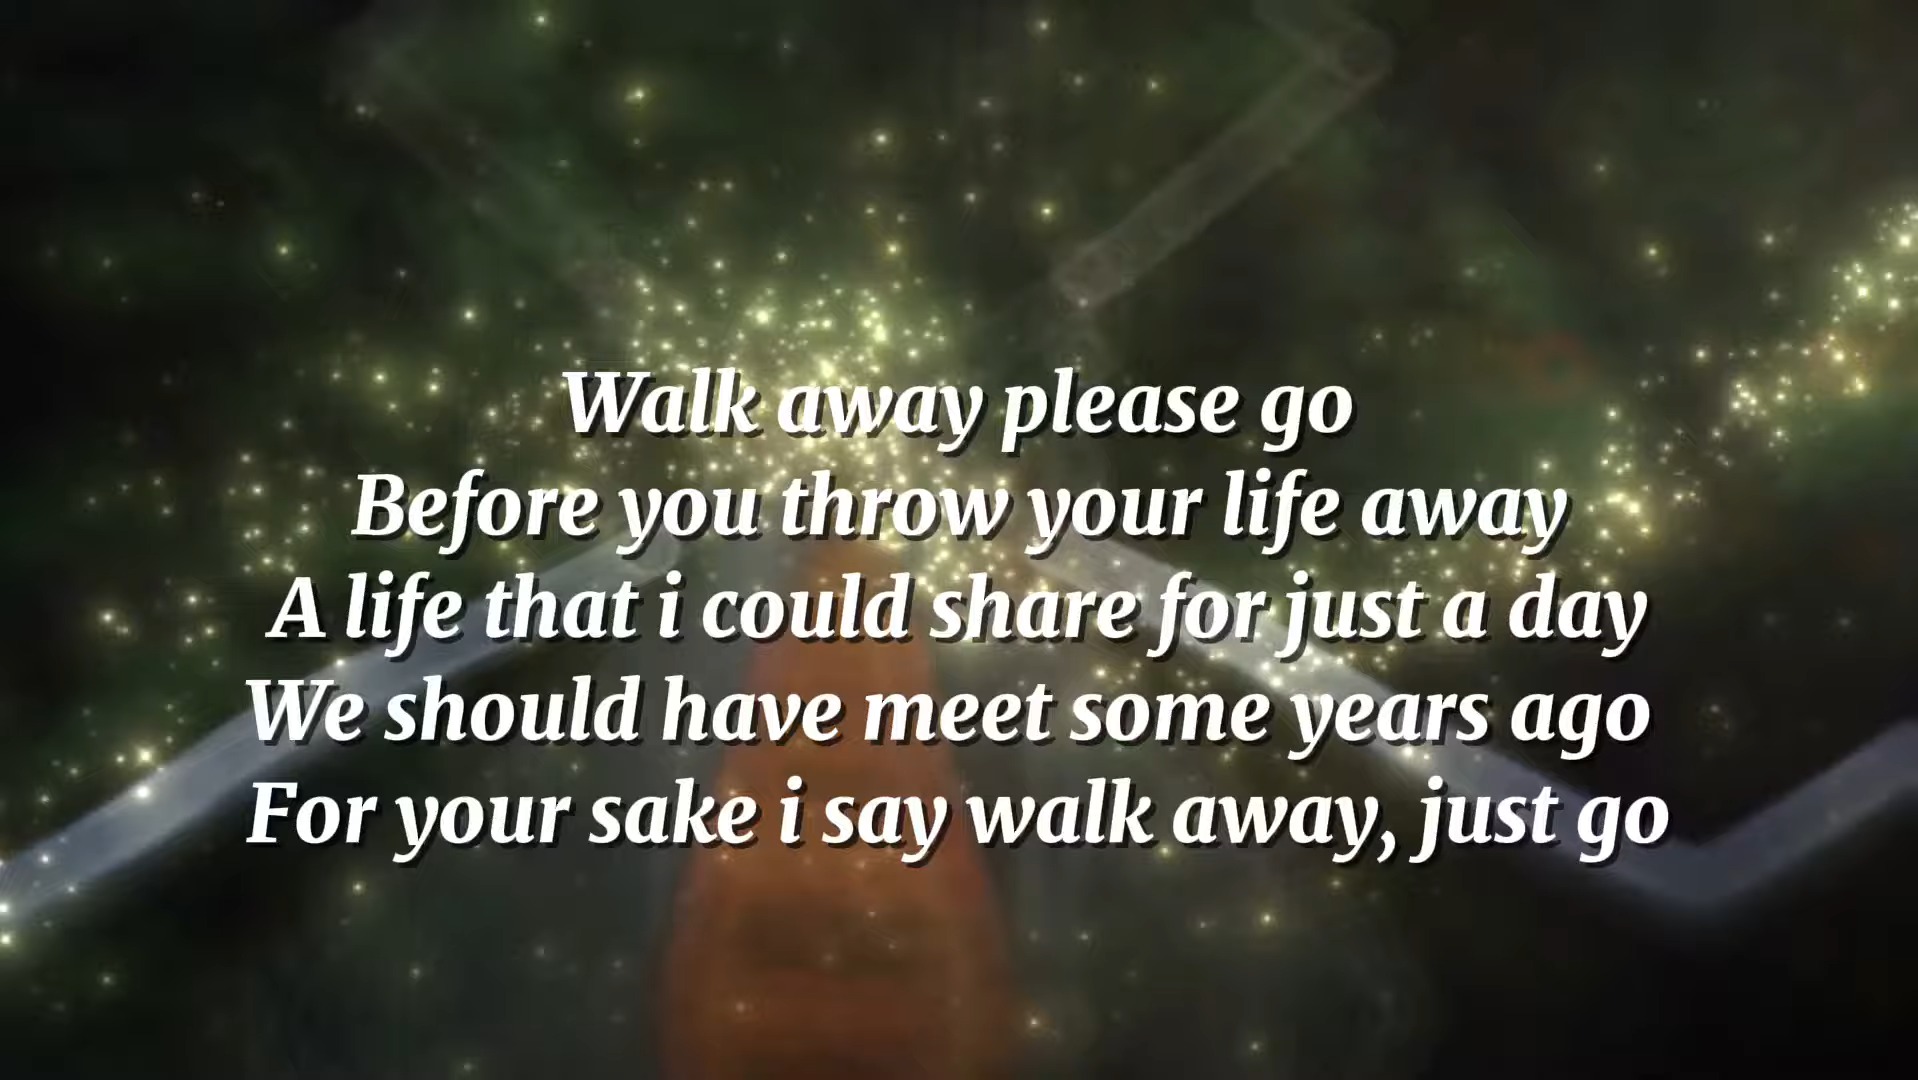 Walk away please go
Before you throw your life away
A life that i could share for just a day
We should have meet some years ago
For your sake i say walk away, just go